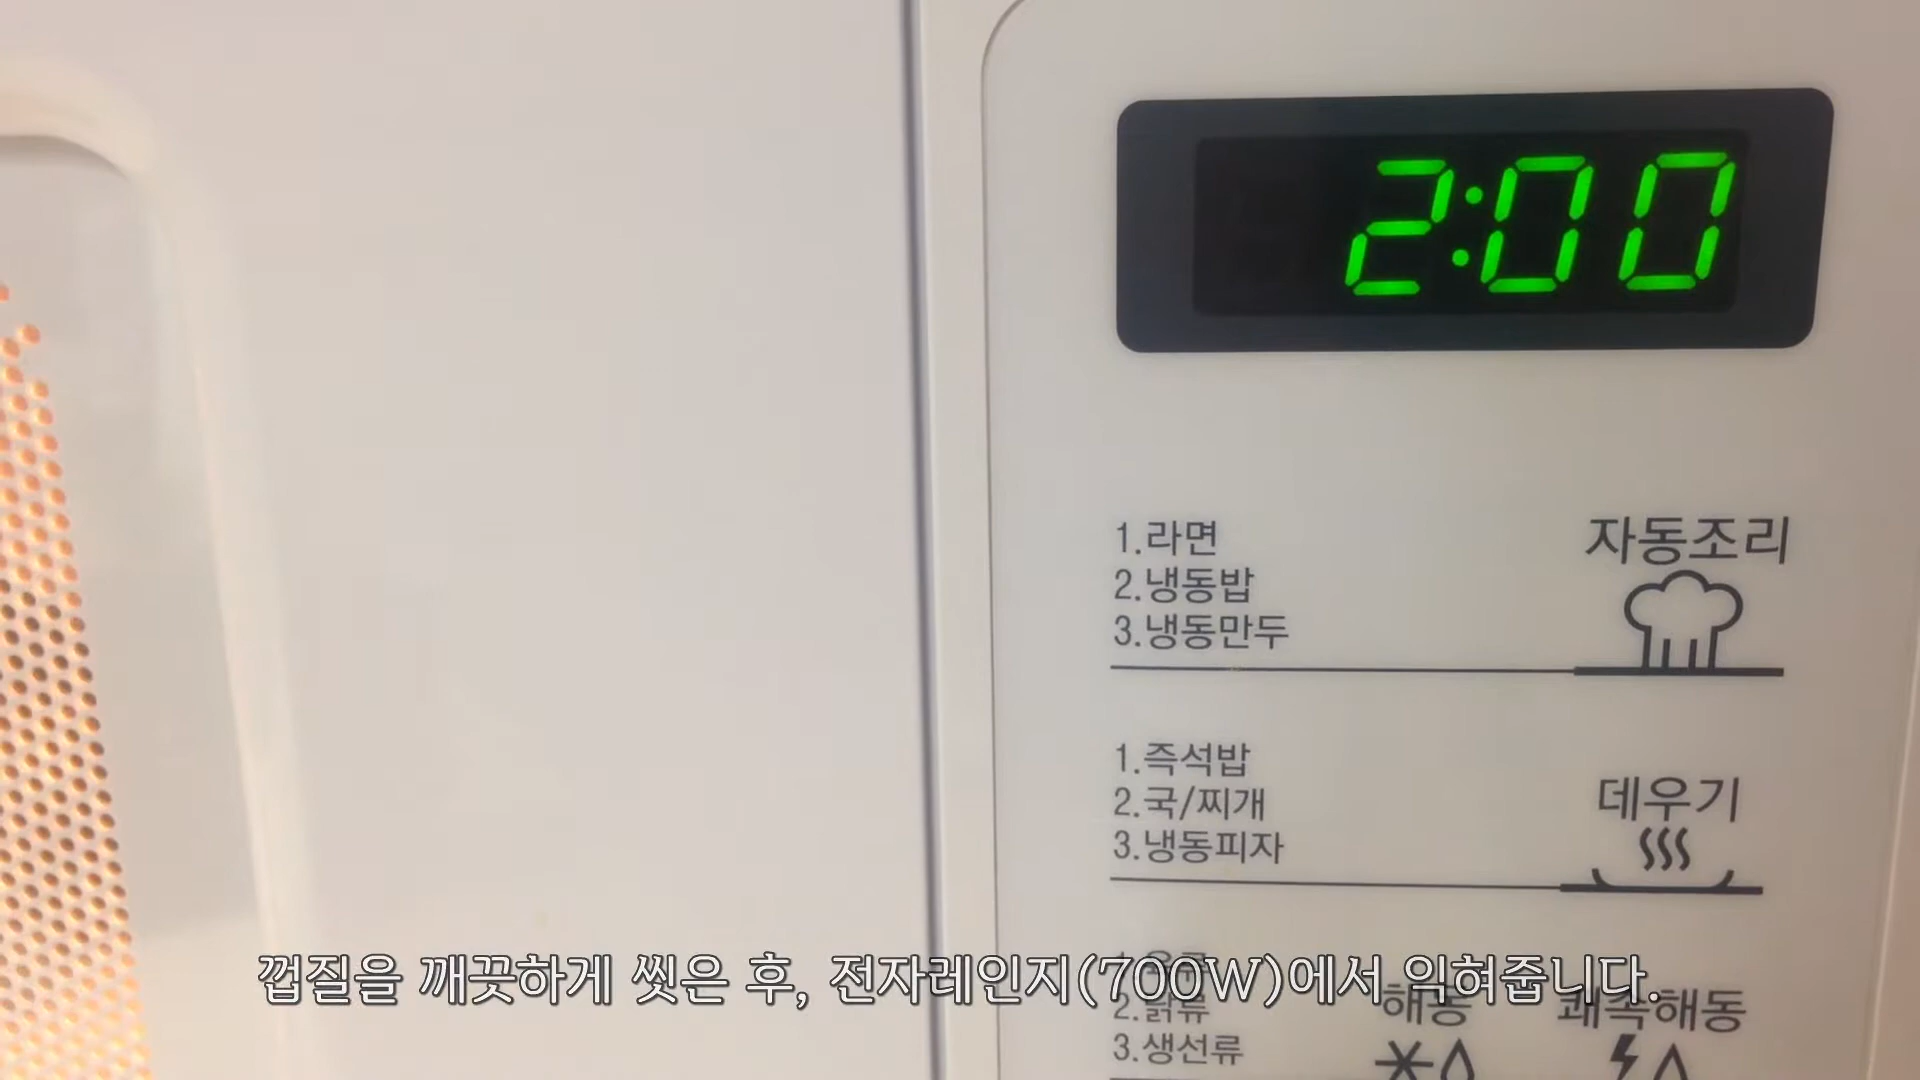 2:00
1.라면
2.냉동밥
3.냉동만두
자동조리
1.즉석밥
2.국/찌개
3.냉동피자
데우기
껍질을 깨끗하게 씻은 후, 전자레인지(700W)에서 익혀줍니다.
2.닭류
3.생선류
해동
쾌속해동